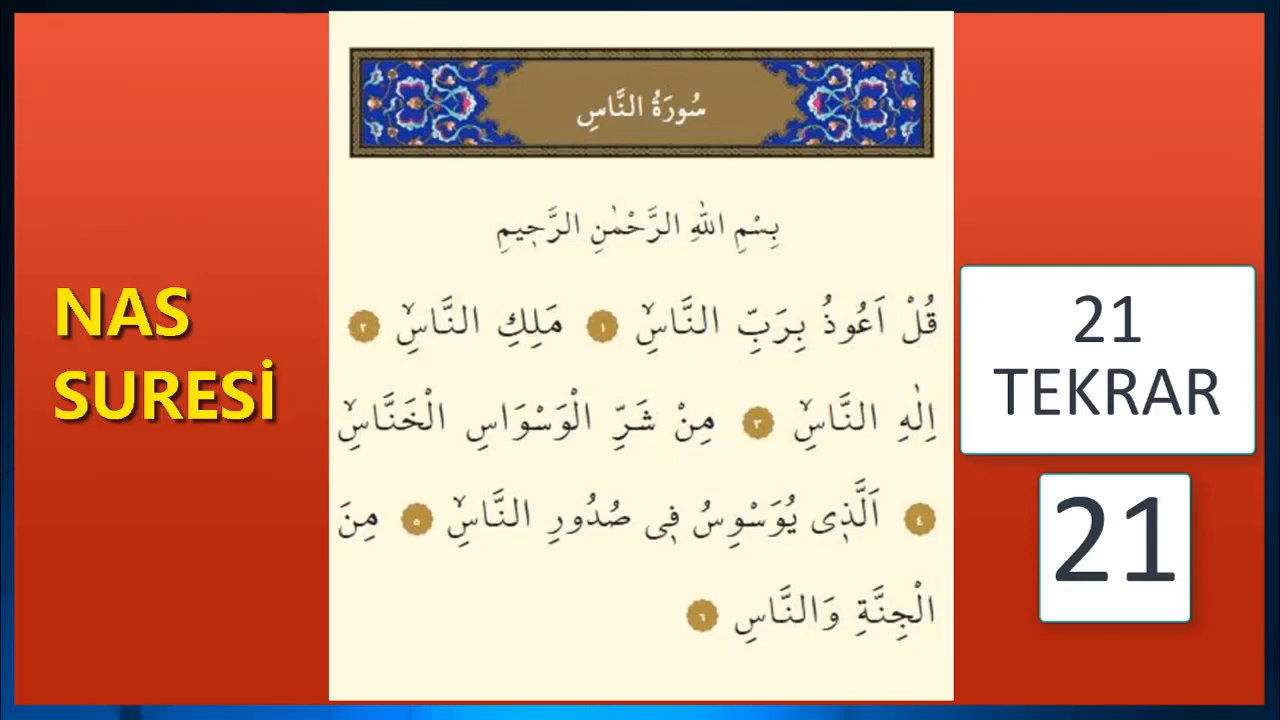 سُورَةُ النَّاسِ
بِسْمِ اللّٰهِ الرَّحْمٰنِ الرَّح۪يمِ
قُلْ اَعُوذُ بِرَبِّ النَّاسِۙ ١ مَلِكِ النَّاسِۙ ٢
اِلٰهِ النَّاسِۙ ٣ مِنْ شَرِّ الْوَسْوَاسِ الْخَنَّاسِۙ
٤ اَلَّذ۪ى يُوَسْوِسُ ف۪ى صُدُورِ النَّاسِۙ ٥ مِنَ
الْجِنَّةِ وَالنَّاسِ ٦
NAS
SURESİ
21
TEKRAR
21